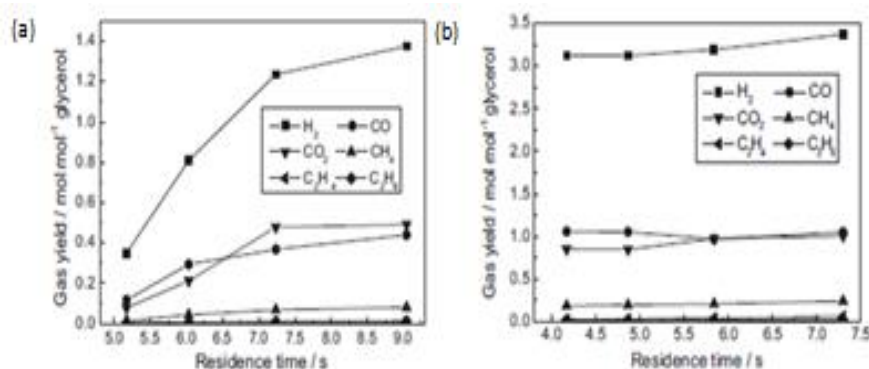 (a)
1.4
1.2
1.0
0.8
0.6
0.4
0.2
0.0
Gas yield / mol mol⁻¹ glycerol
H₂ CO
CO₂ CH₄
C₂H₄ C₂H₆
5.0 5.5 6.0 6.5 7.0 7.5 8.0 8.5 9.0
Residence time / s
(b)
3.5
3.0
2.5
2.0
1.5
1.0
0.5
0.0
Gas yield / mol mol⁻¹ glycerol
H₂ CO
CO₂ CH₄
C₂H₄ C₂H₆
4.0 4.5 5.0 5.5 6.0 6.5 7.0 7.5
Residence time / s